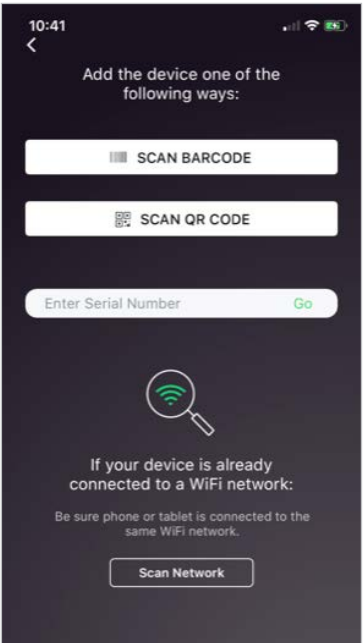 10:41
Add the device one of the
following ways:
SCAN BARCODE
SCAN QR CODE
Enter Serial Number Go
If your device is already
connected to a WiFi network:
Be sure phone or tablet is connected to the
same WiFi network.
Scan Network